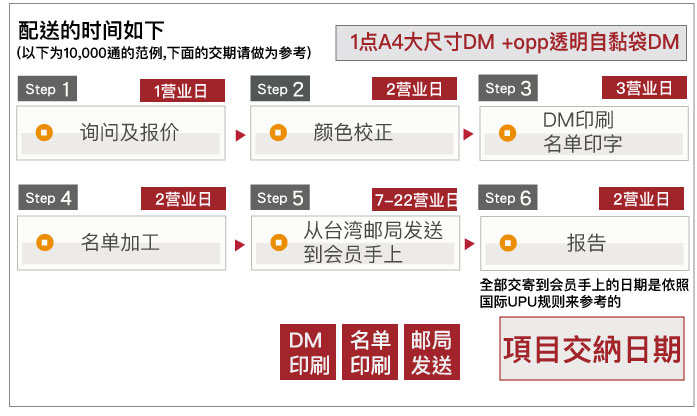 配送的时间如下
(以下为10,000通的范例,下面的交期请做为参考)
1点A4大尺寸DM +opp透明自黏袋DM
Step 1
1营业日
询问及报价
Step 2
2营业日
颜色校正
Step 3
3营业日
DM印刷
名单印字
Step 4
2营业日
名单加工
Step 5
7-22营业日
从台湾邮局发送
到会员手上
Step 6
2营业日
报告
全部交寄到会员手上的日期是依照
国际UPU规则来参考的
DM
印刷
名单
印刷
邮局
发送
項目交納日期